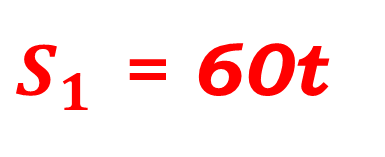 S₁ = 60t